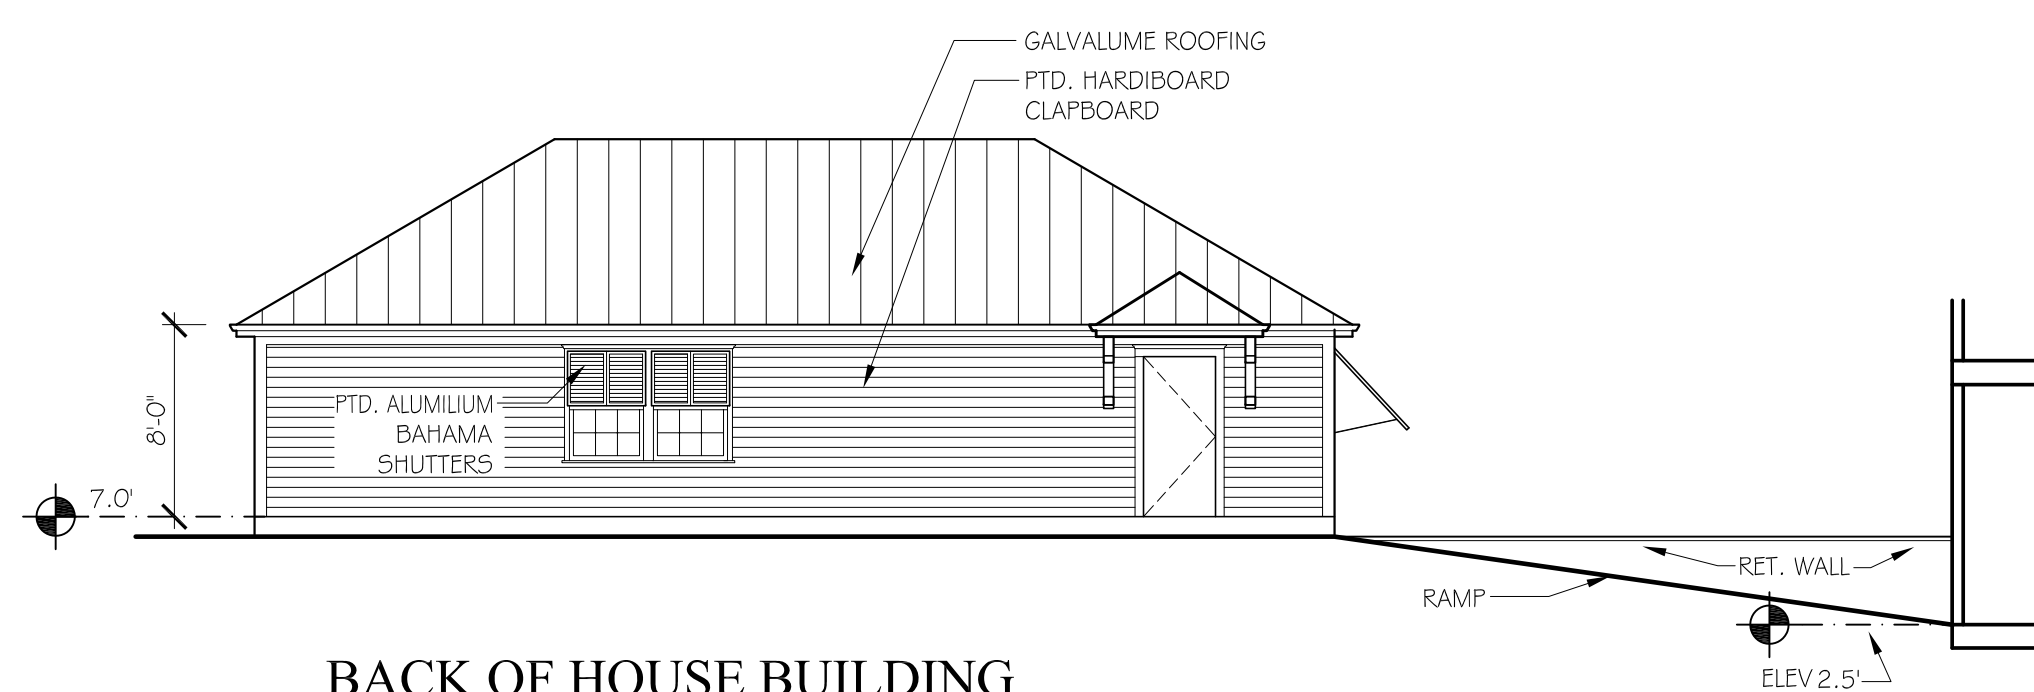 GALVALUME ROOFING
PTD. HARDIBOARD
CLAPBOARD
PTD. ALUMILIUM
BAHAMA
SHUTTERS
8'-0"
7.0'
RET. WALL
RAMP
ELEV 2.5'
BACK OF HOUSE BUILDING